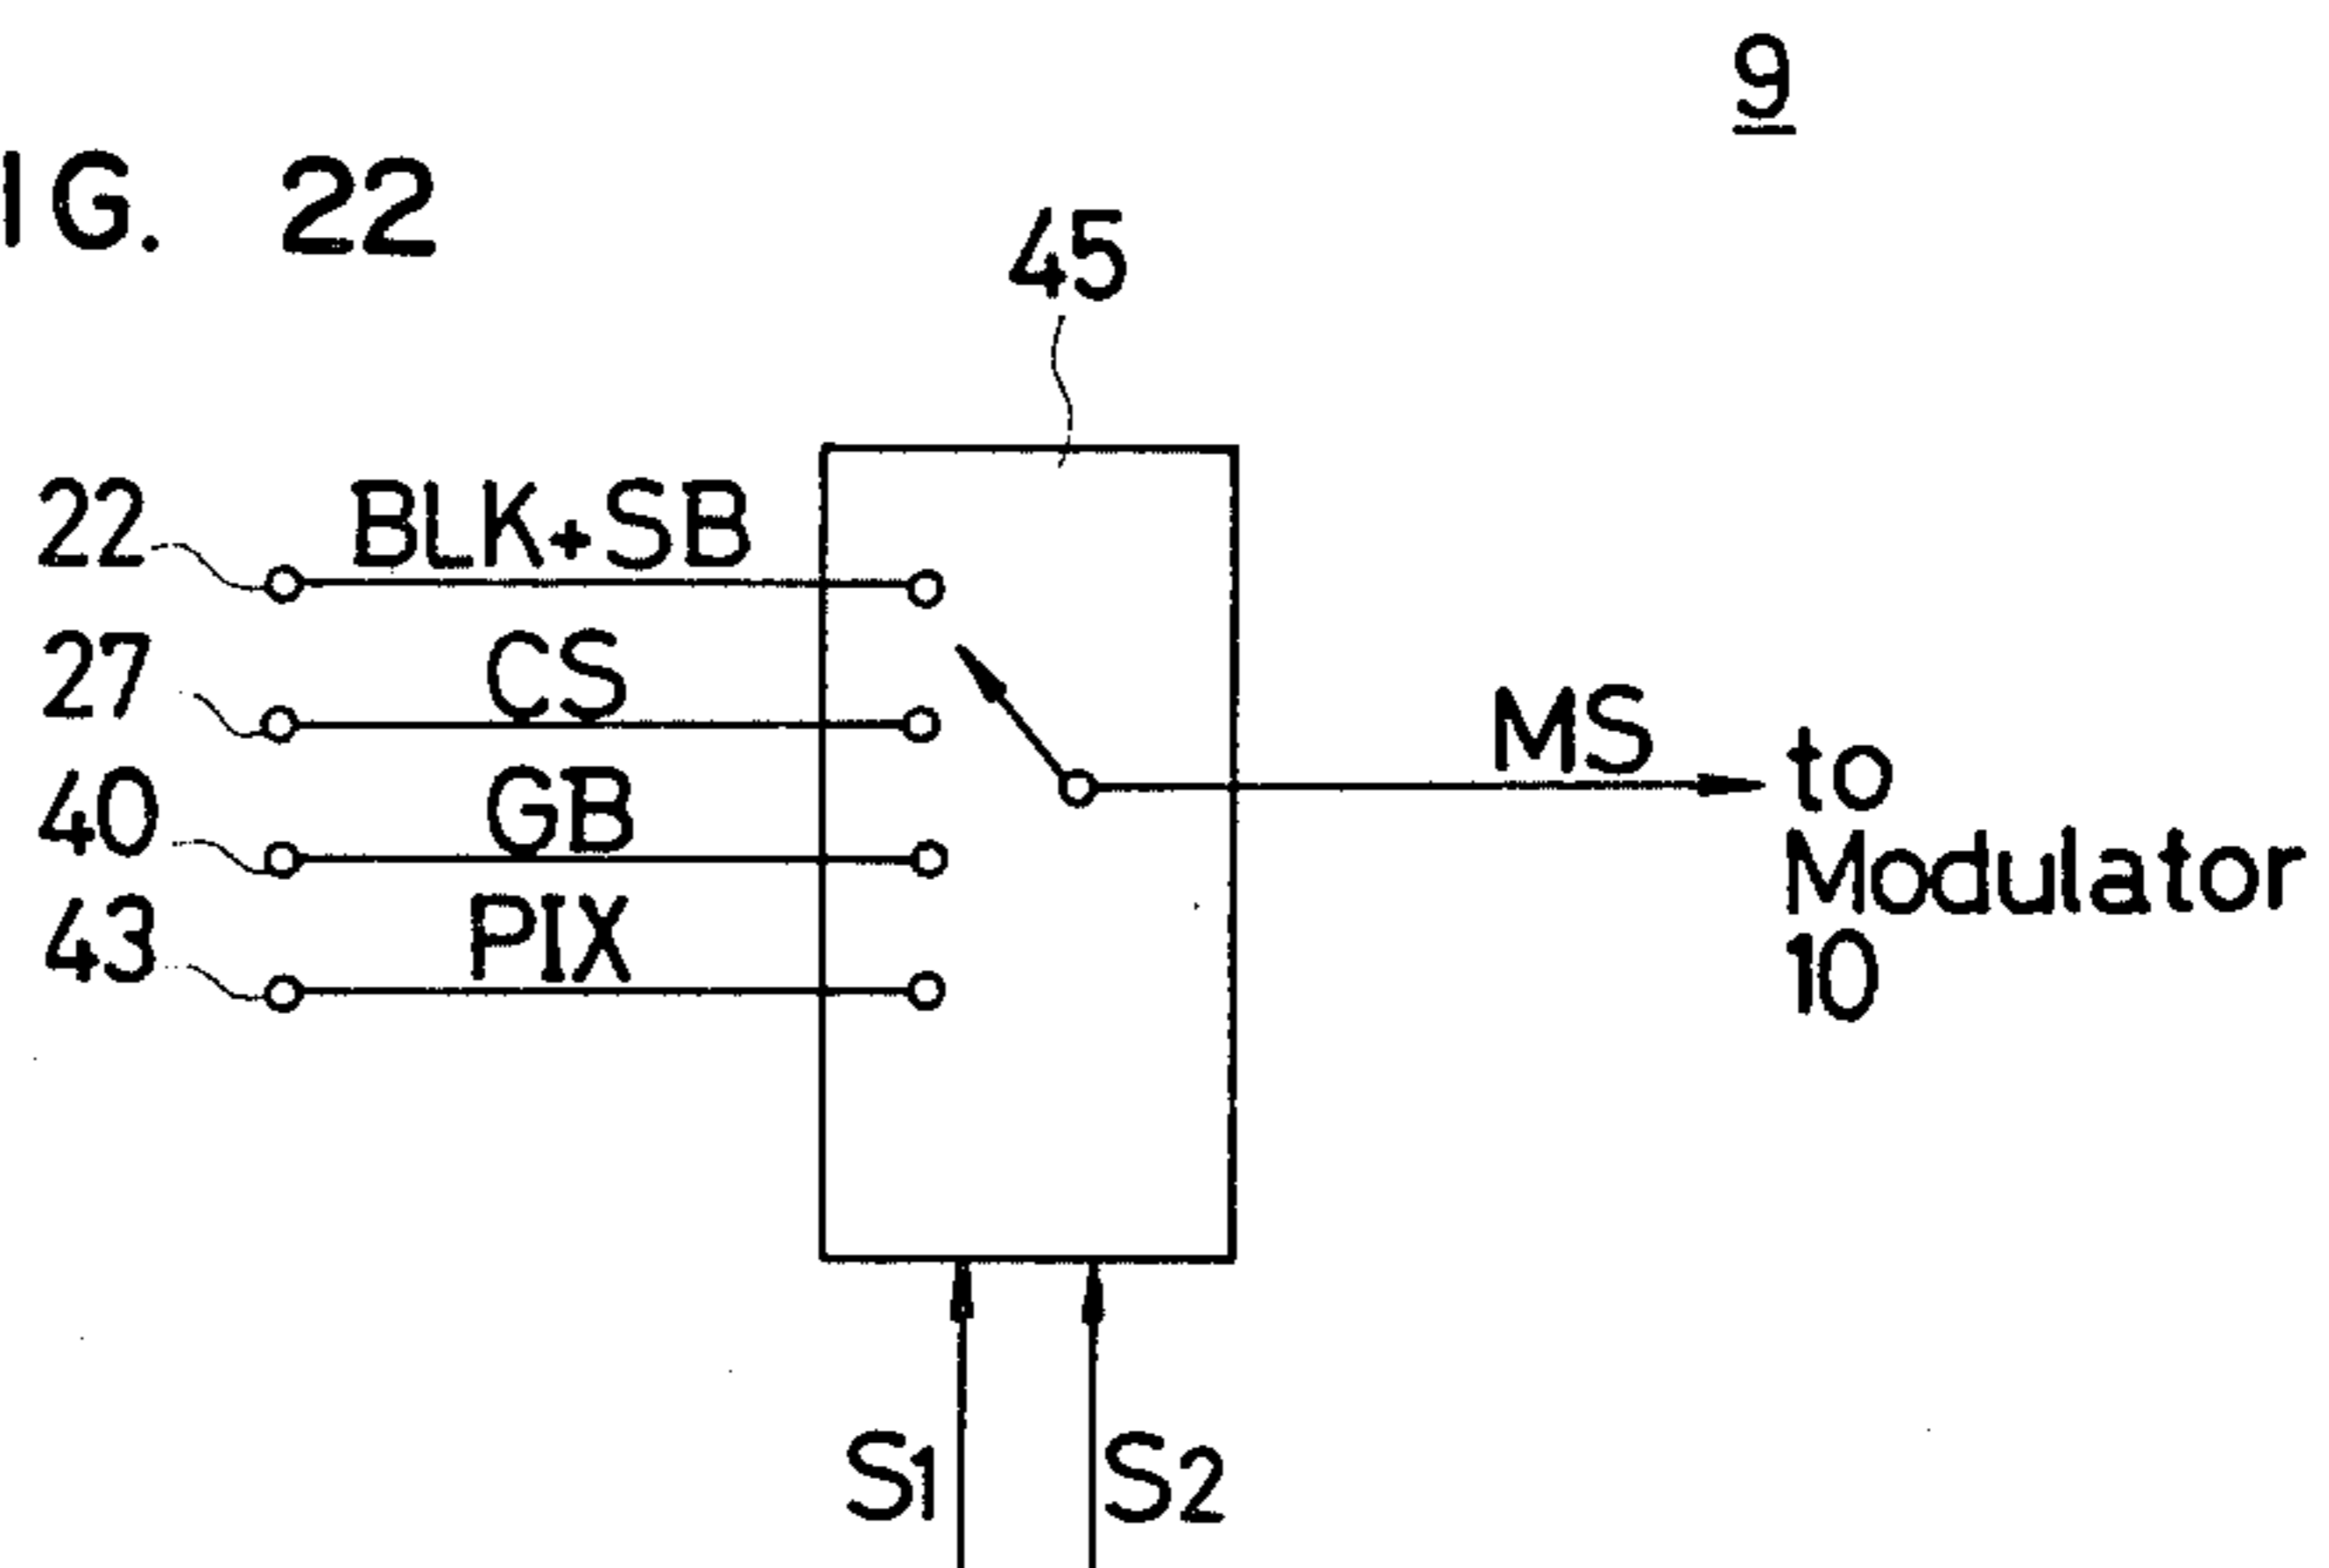 9
IG. 22
45
22 BLK+SB
27 CS
40 GB
43 PIX
MS
to
Modulator
10
S1 S2